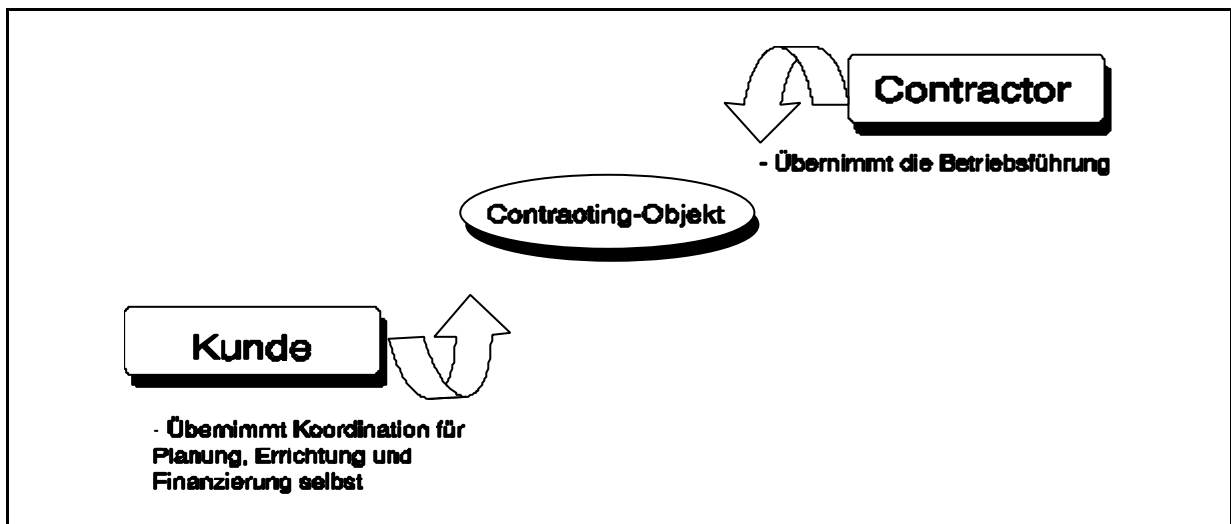 Contractor
- Übernimmt die Betriebsführung
Contracting-Objekt
Kunde
- Übernimmt Koordination für
Planung, Errichtung und
Finanzierung selbst